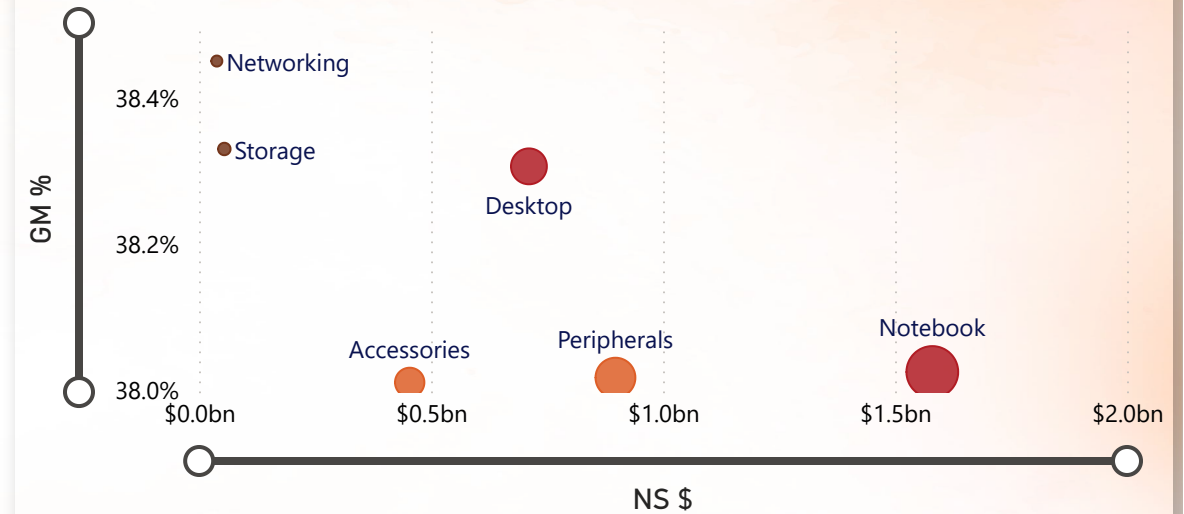 Networking
38.4%
Storage
Desktop
GM %
38.2%
Notebook
Peripherals
Accessories
38.0%
$0.0bn $0.5bn $1.0bn $1.5bn $2.0bn
NS $